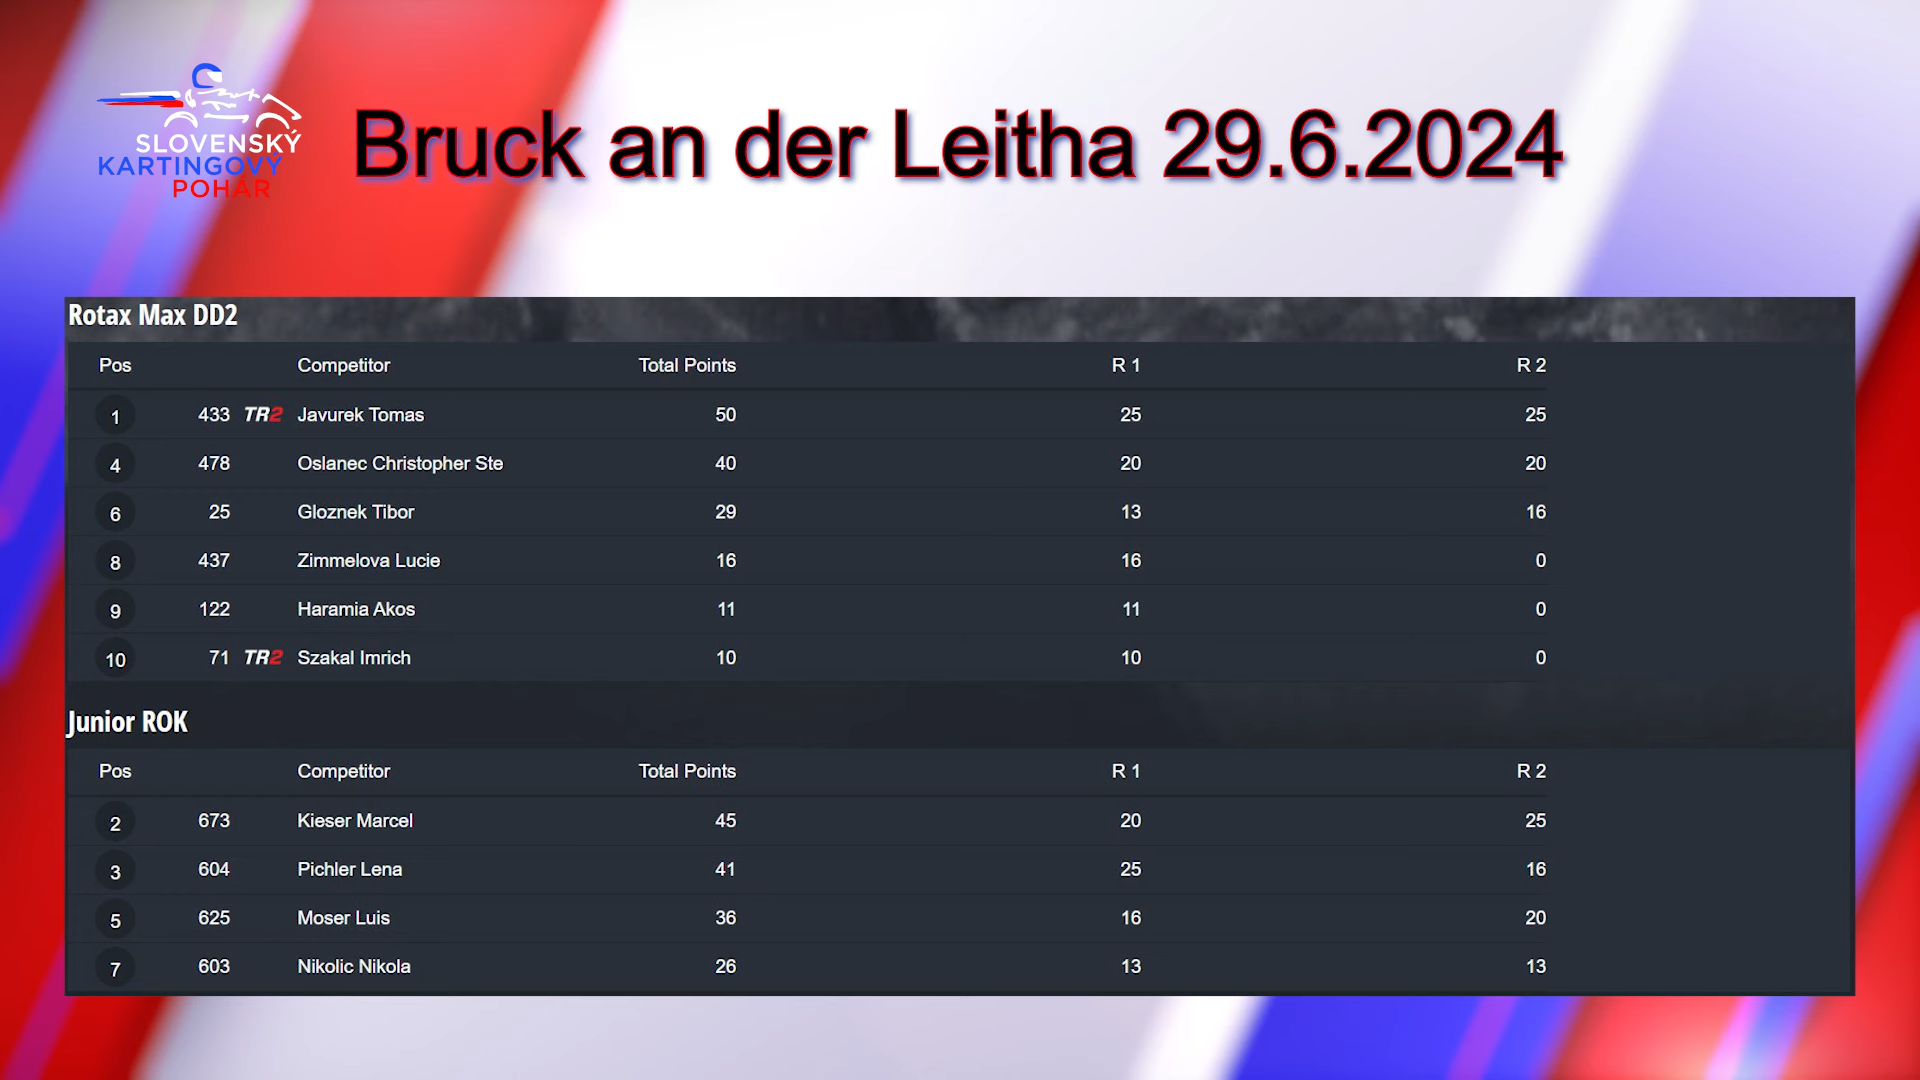 SLOVENSKÝ
KARTINGOVÝ
POHÁR
Bruck an der Leitha 29.6.2024
Rotax Max DD2
Pos Competitor Total Points R 1 R 2
1 433 TR2 Javurek Tomas 50 25 25
4 478 Oslanec Christopher Ste 40 20 20
6 25 Gloznek Tibor 29 13 16
8 437 Zimmelova Lucie 16 16 0
9 122 Haramia Akos 11 11 0
10 71 TR2 Szakal Imrich 10 10 0
Junior ROK
Pos Competitor Total Points R 1 R 2
2 673 Kieser Marcel 45 20 25
3 604 Pichler Lena 41 25 16
5 625 Moser Luis 36 16 20
7 603 Nikolic Nikola 26 13 13